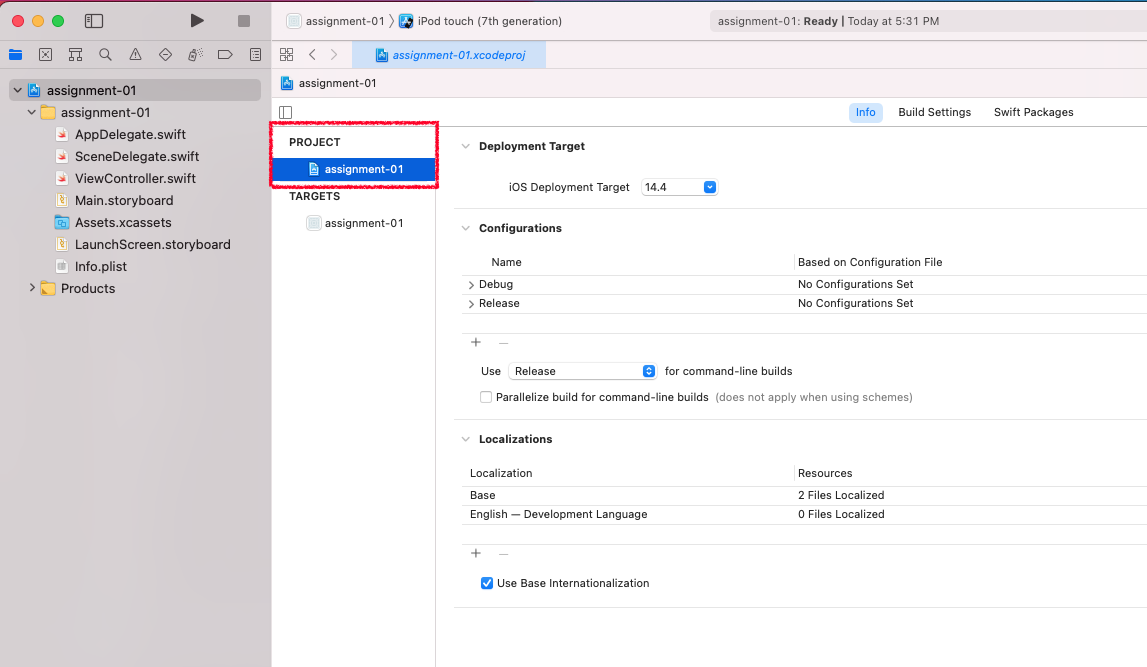 assignment-01 〉 iPod touch (7th generation)
assignment-01: Ready | Today at 5:31 PM
assignment-01.xcodeproj
assignment-01
assignment-01
assignment-01
AppDelegate.swift
SceneDelegate.swift
ViewController.swift
Main.storyboard
Assets.xcassets
LaunchScreen.storyboard
Info.plist
Products
Info Build Settings Swift Packages
PROJECT
assignment-01
TARGETS
assignment-01
Deployment Target
iOS Deployment Target 14.4
Configurations
Name Based on Configuration File
Debug No Configurations Set
Release No Configurations Set
+ —
Use Release for command-line builds
Parallelize build for command-line builds (does not apply when using schemes)
Localizations
Localization Resources
Base 2 Files Localized
English — Development Language 0 Files Localized
+ —
Use Base Internationalization